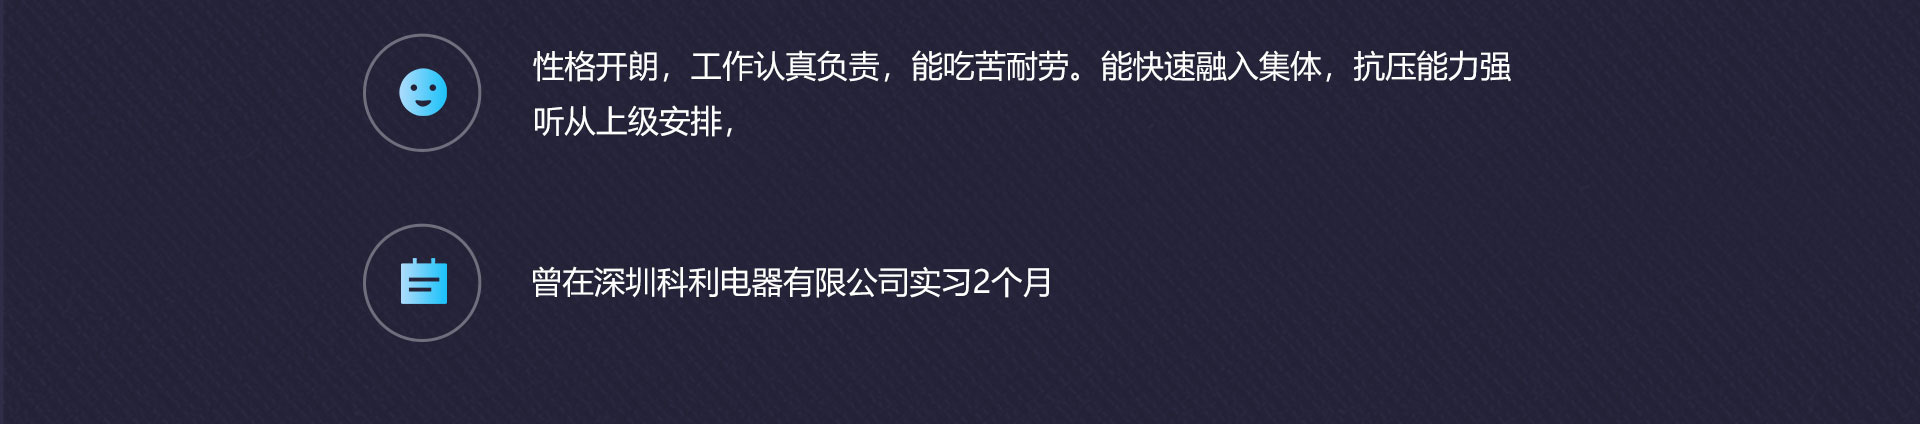 性格开朗，工作认真负责，能吃苦耐劳。能快速融入集体，抗压能力强
听从上级安排，
曾在深圳科利电器有限公司实习2个月